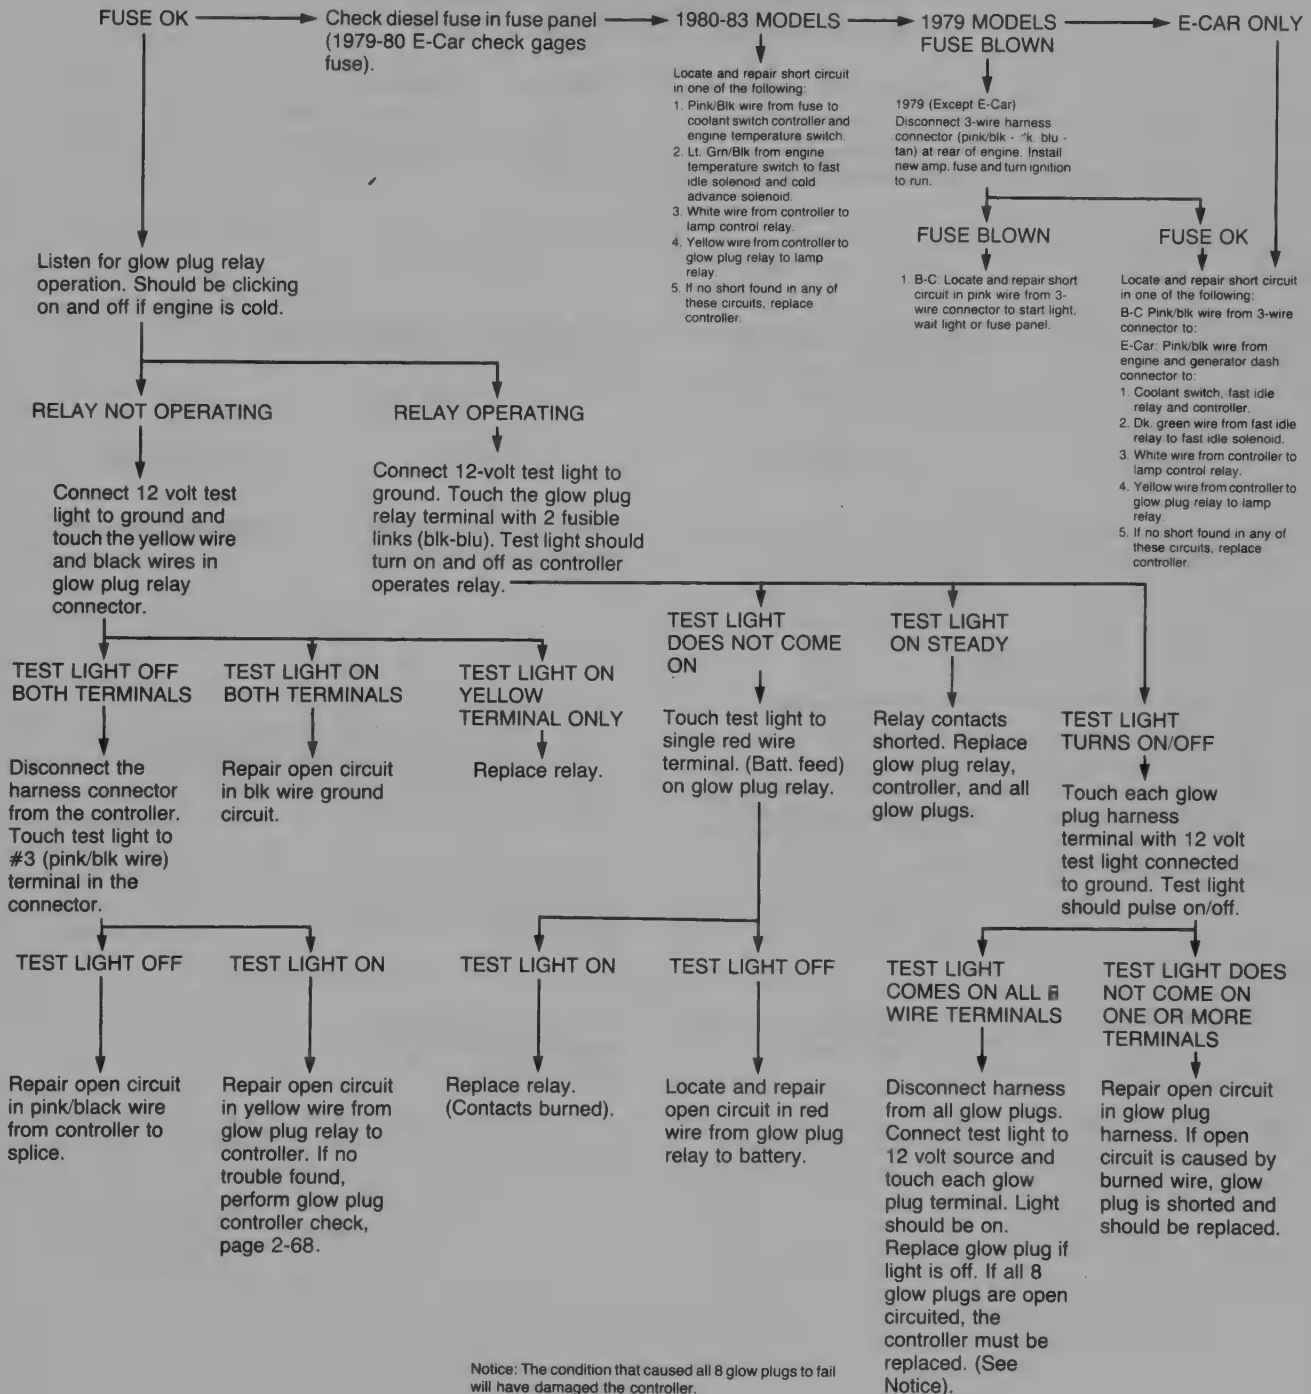 FUSE OK
Check diesel fuse in fuse panel
(1979-80 E-Car check gages
fuse).
1980-83 MODELS
1979 MODELS
FUSE BLOWN
E-CAR ONLY
Locate and repair short circuit
in one of the following:
1. Pink/Blk wire from fuse to
coolant switch controller and
engine temperature switch.
2. Lt. Grn/Blk from engine
temperature switch to fast
idle solenoid and cold
advance solenoid.
3. White wire from controller to
lamp control relay.
4. Yellow wire from controller to
glow plug relay to lamp
relay.
5. If no short found in any of
these circuits, replace
controller.
1979 (Except E-Car)
Disconnect 3-wire harness
connector (pink/blk - blu -
tan) at rear of engine. Install
new amp. fuse and turn ignition
to run.
FUSE BLOWN
1. B-C: Locate and repair short
circuit in pink wire from 3-
wire connector to start light,
wait light or fuse panel.
FUSE OK
Locate and repair short circuit
in one of the following:
B-C Pink/blk wire from 3-wire
connector to:
E-Car: Pink/blk wire from
engine and generator dash
connector to:
1. Coolant switch, fast idle
relay and controller.
2. Dk. green wire from fast idle
relay to fast idle solenoid.
3. White wire from controller to
lamp control relay.
4. Yellow wire from controller to
glow plug relay to lamp
relay.
5. If no short found in any of
these circuits, replace
controller.
Listen for glow plug relay
operation. Should be clicking
on and off if engine is cold.
RELAY NOT OPERATING
Connect 12 volt test
light to ground and
touch the yellow wire
and black wires in
glow plug relay
connector.
RELAY OPERATING
Connect 12-volt test light to
ground. Touch the glow plug
relay terminal with 2 fusible
links (blk-blu). Test light should
turn on and off as controller
operates relay.
TEST LIGHT OFF
BOTH TERMINALS
Disconnect the
harness connector
from the controller.
Touch test light to
#3 (pink/blk wire)
terminal in the
connector.
TEST LIGHT ON
BOTH TERMINALS
Repair open circuit
in blk wire ground
circuit.
TEST LIGHT ON
YELLOW
TERMINAL ONLY
Replace relay.
TEST LIGHT
DOES NOT COME
ON
Touch test light to
single red wire
terminal. (Batt. feed)
on glow plug relay.
TEST LIGHT
ON STEADY
Relay contacts
shorted. Replace
glow plug relay,
controller, and all
glow plugs.
TEST LIGHT
TURNS ON/OFF
Touch each glow
plug harness
terminal with 12 volt
test light connected
to ground. Test light
should pulse on/off.
TEST LIGHT OFF
Repair open circuit
in pink/black wire
from controller to
splice.
TEST LIGHT ON
Repair open circuit
in yellow wire from
glow plug relay to
controller. If no
trouble found,
perform glow plug
controller check,
page 2-68.
TEST LIGHT ON
Replace relay.
(Contacts burned).
TEST LIGHT OFF
Locate and repair
open circuit in red
wire from glow plug
relay to battery.
TEST LIGHT
COMES ON ALL 8
WIRE TERMINALS
Disconnect harness
from all glow plugs.
Connect test light to
12 volt source and
touch each glow
plug terminal. Light
should be on.
Replace glow plug if
light is off. If all 8
glow plugs are open
circuited, the
controller must be
replaced. (See
Notice).
TEST LIGHT DOES
NOT COME ON
ONE OR MORE
TERMINALS
Repair open circuit
in glow plug
harness. If open
circuit is caused by
burned wire, glow
plug is shorted and
should be replaced.
Notice: The condition that caused all 8 glow plugs to fail
will have damaged the controller.